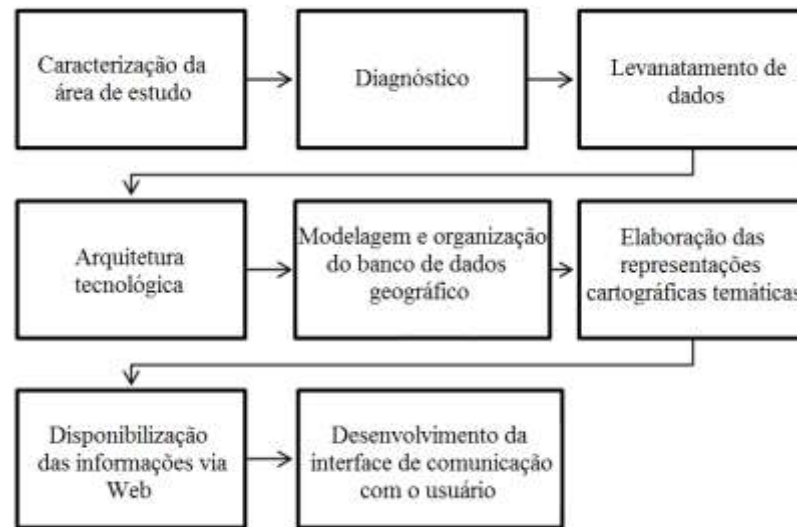 Caracterização da
área de estudo
Diagnóstico
Levanatamento de
dados
Arquitetura
tecnológica
Modelagem e organização
do banco de dados
geográfico
Elaboração das
representações
cartográficas temáticas
Disponibilização
das informações via
Web
Desenvolvimento da
interface de comunicação
com o usuário